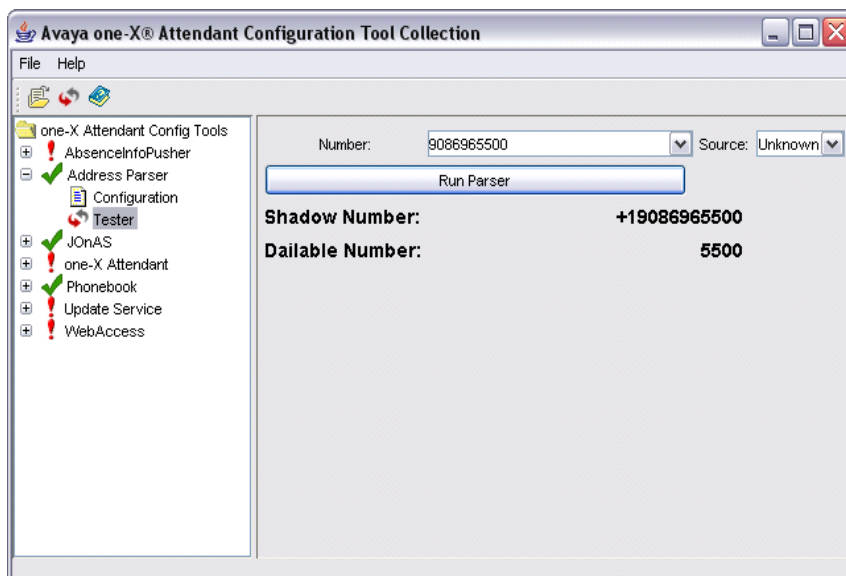 Avaya one-X® Attendant Configuration Tool Collection
File Help
one-X Attendant Config Tools
AbsenceInfoPusher
Address Parser
Configuration
Tester
JOnAS
one-X Attendant
Phonebook
Update Service
WebAccess
Number: 9086965500 Source: Unknown
Run Parser
Shadow Number: +19086965500
Dailable Number: 5500